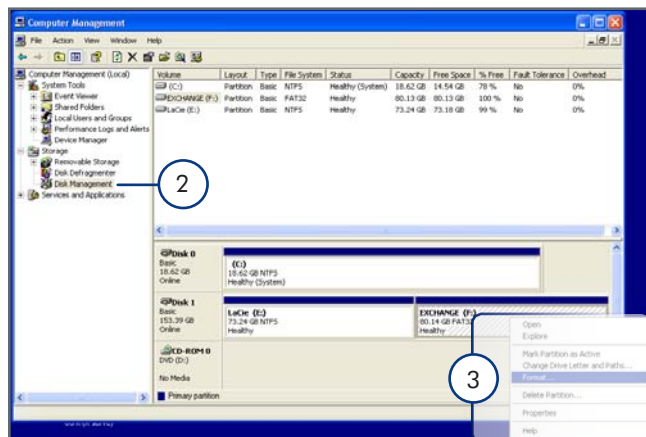 Computer Management
File Action View Window Help
Computer Management (Local)
System Tools
Event Viewer
Shared Folders
Local Users and Groups
Performance Logs and Alerts
Device Manager
Storage
Removable Storage
Disk Defragmenter
Disk Management
Services and Applications
2
Volume Layout Type File System Status Capacity Free Space % Free Fault Tolerance Overhead
(C:) Partition Basic NTFS Healthy (System) 18.62 GB 14.54 GB 78 % No 0%
EXCHANGE (F:) Partition Basic FAT32 Healthy 80.13 GB 80.13 GB 100 % No 0%
LaCie (E:) Partition Basic NTFS Healthy 73.24 GB 73.18 GB 99 % No 0%
Disk 0
Basic
18.62 GB
Online
(C:)
18.62 GB NTFS
Healthy (System)
Disk 1
Basic
153.39 GB
Online
LaCie (E:)
73.24 GB NTFS
Healthy
EXCHANGE (F:)
80.14 GB FAT32
Healthy
CD-ROM 0
DVD (D:)
No Media
Primary partition
3
Open
Explore
Mark Partition as Active
Change Drive Letter and Paths...
Format...
Delete Partition...
Properties
Help